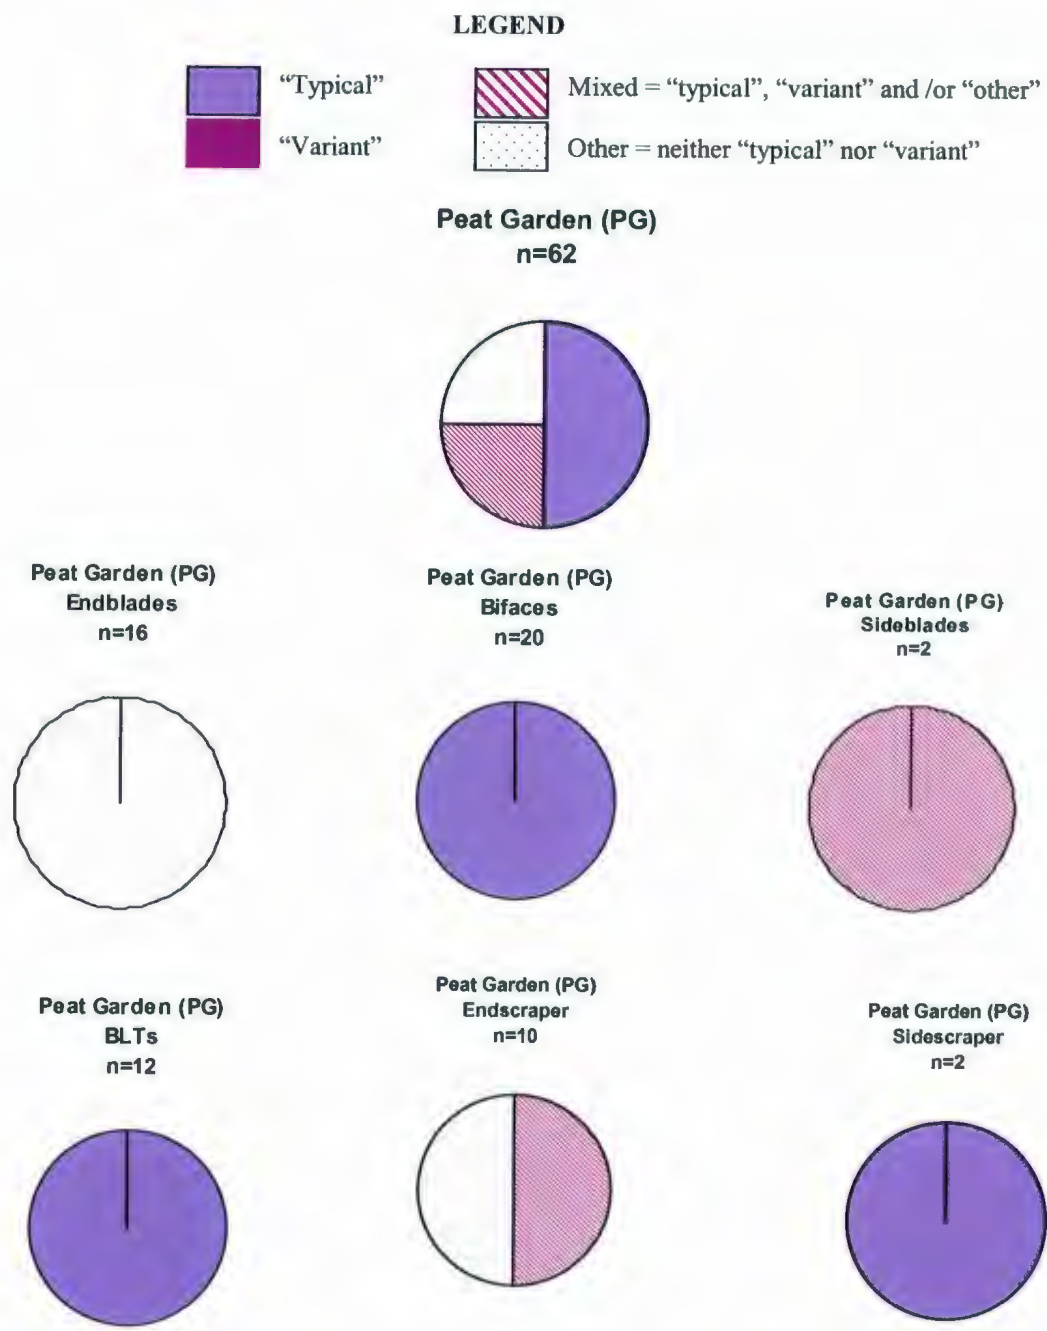 LEGEND
“Typical”
“Variant”
Mixed = “typical”, “variant” and /or “other”
Other = neither “typical” nor “variant”
Peat Garden (PG)
n=62
Peat Garden (PG)
Endblades
n=16
Peat Garden (PG)
Bifaces
n=20
Peat Garden (PG)
Sideblades
n=2
Peat Garden (PG)
BLTs
n=12
Peat Garden (PG)
Endscraper
n=10
Peat Garden (PG)
Sidescraper
n=2